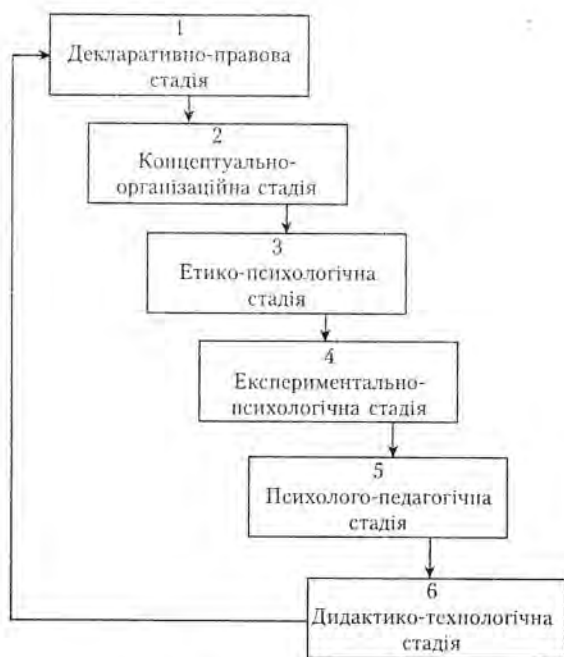 1
Декларативно-правова
стадія
2
Концептуально-
організаційна стадія
3
Етико-психологічна
стадія
4
Експериментально-
психологічна стадія
5
Психолого-педагогічна
стадія
6
Дидактико-технологічна
стадія